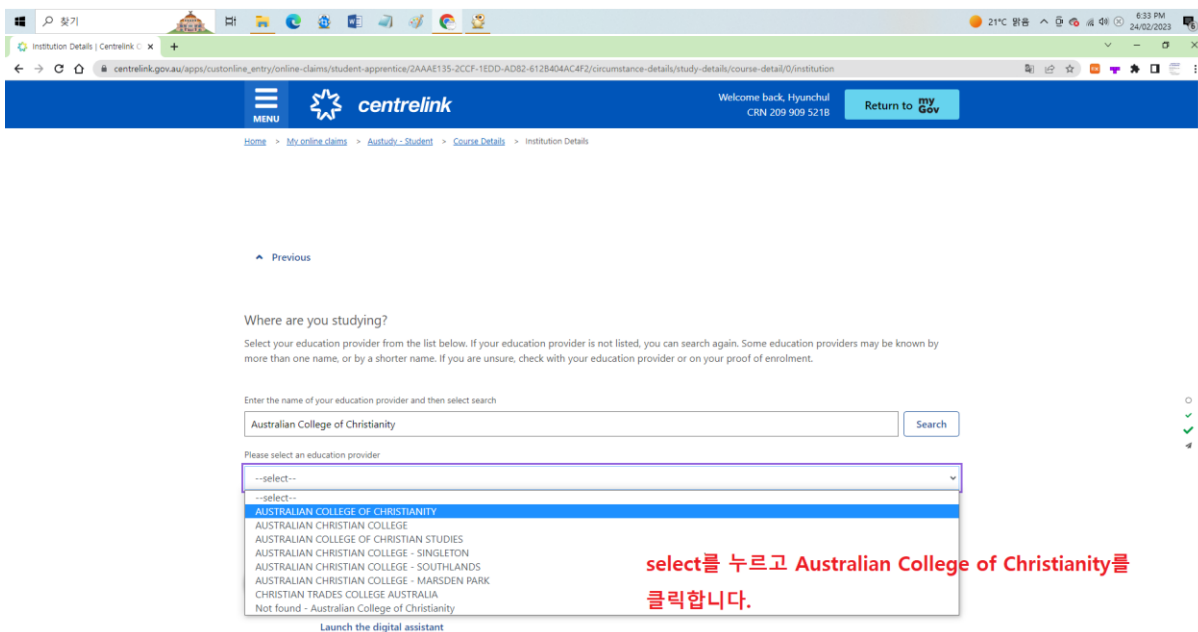 찾기
21°C 맑음
6:33 PM
24/02/2023
6
Institution Details | Centrelink C
centrelink.gov.au/apps/custonline_entry/online-claims/student-apprentice/2AAAE135-2CCF-1EDD-AD82-612B404AC4F2/circumstance-details/study-details/course-detail/0/institution
MENU
centrelink
Welcome back, Hyunchul
CRN 209 909 521B
Return to my Gov
Home > My online claims > Austudy - Student > Course Details > Institution Details
Previous
Where are you studying?
Select your education provider from the list below. If your education provider is not listed, you can search again. Some education providers may be known by
more than one name, or by a shorter name. If you are unsure, check with your education provider or on your proof of enrolment.
Enter the name of your education provider and then select search
Australian College of Christianity
Search
Please select an education provider
--select--
--select--
AUSTRALIAN COLLEGE OF CHRISTIANITY
AUSTRALIAN CHRISTIAN COLLEGE
AUSTRALIAN COLLEGE OF CHRISTIAN STUDIES
AUSTRALIAN CHRISTIAN COLLEGE - SINGLETON
AUSTRALIAN CHRISTIAN COLLEGE - SOUTHLANDS
AUSTRALIAN CHRISTIAN COLLEGE - MARSDEN PARK
CHRISTIAN TRADES COLLEGE AUSTRALIA
Not found - Australian College of Christianity
select를 누르고 Australian College of Christianity를
클릭합니다.
Launch the digital assistant